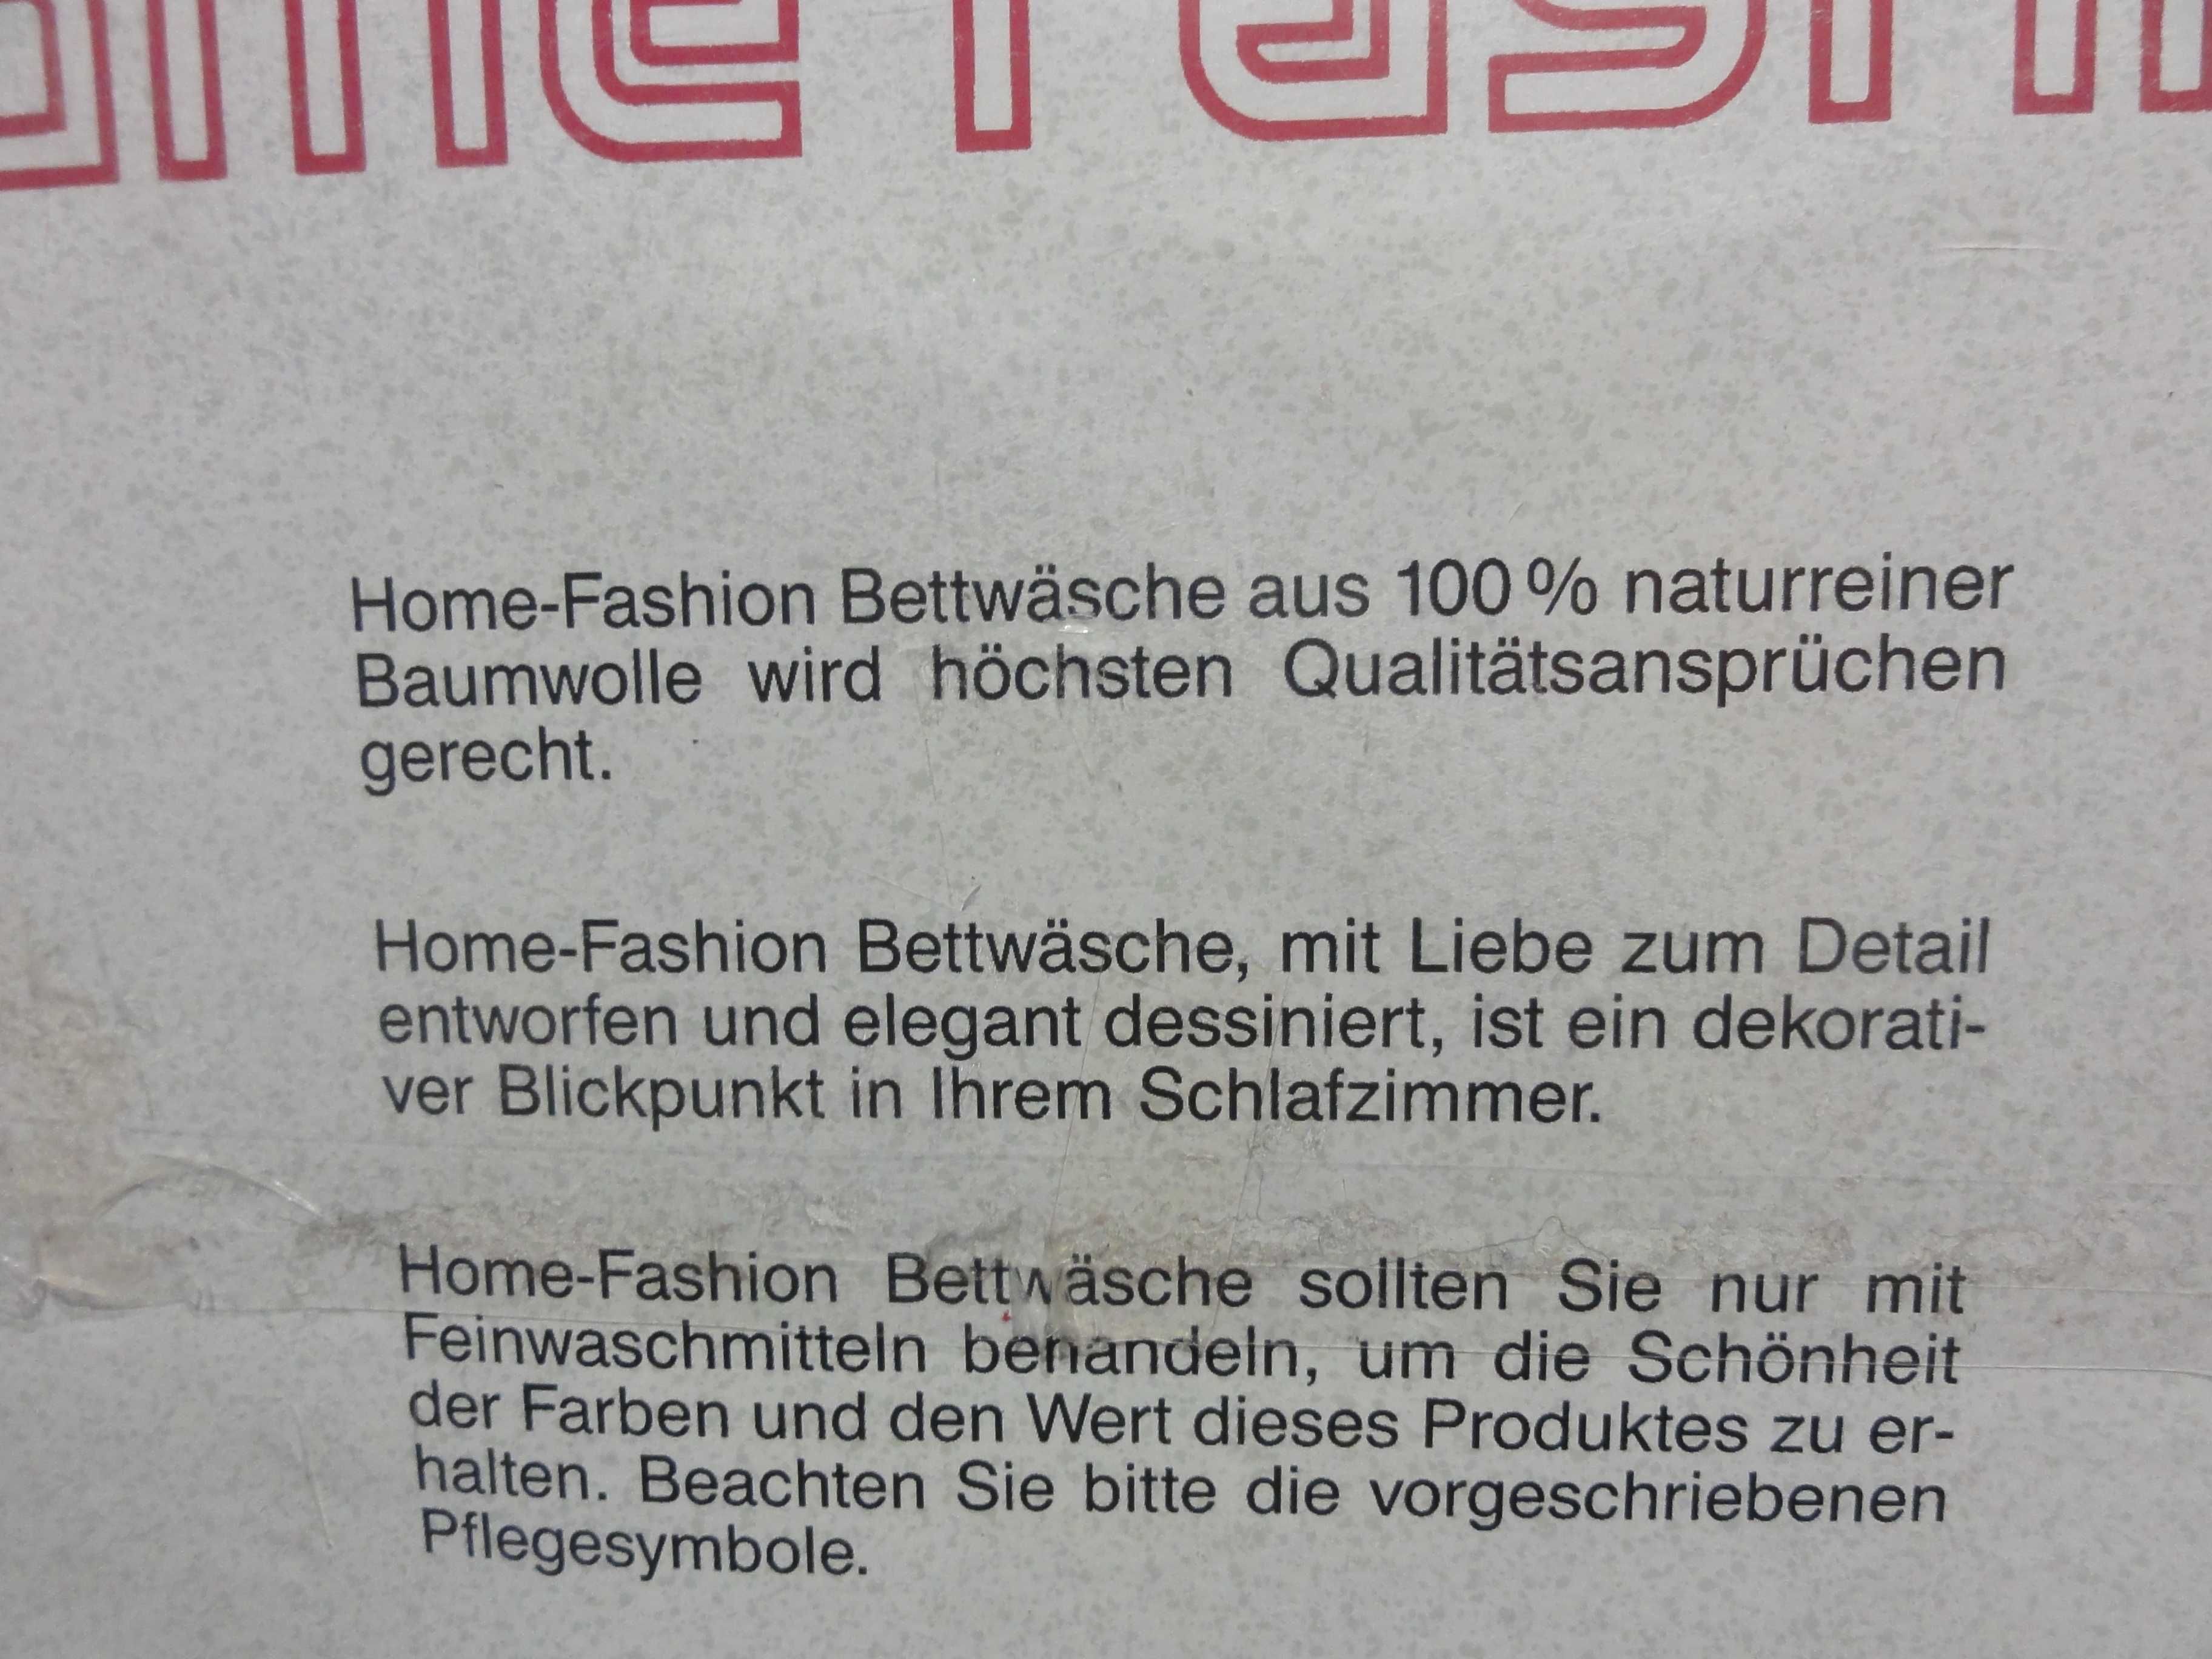 Home-Fashion Bettwäsche aus 100 % naturreiner
Baumwolle wird höchsten Qualitätsansprüchen
gerecht.
Home-Fashion Bettwäsche, mit Liebe zum Detail
entworfen und elegant dessiniert, ist ein dekorati-
ver Blickpunkt in Ihrem Schlafzimmer.
Home-Fashion Bettwäsche sollten Sie nur mit
Feinwaschmitteln behandeln, um die Schönheit
der Farben und den Wert dieses Produktes zu er-
halten. Beachten Sie bitte die vorgeschriebenen
Pflegesymbole.